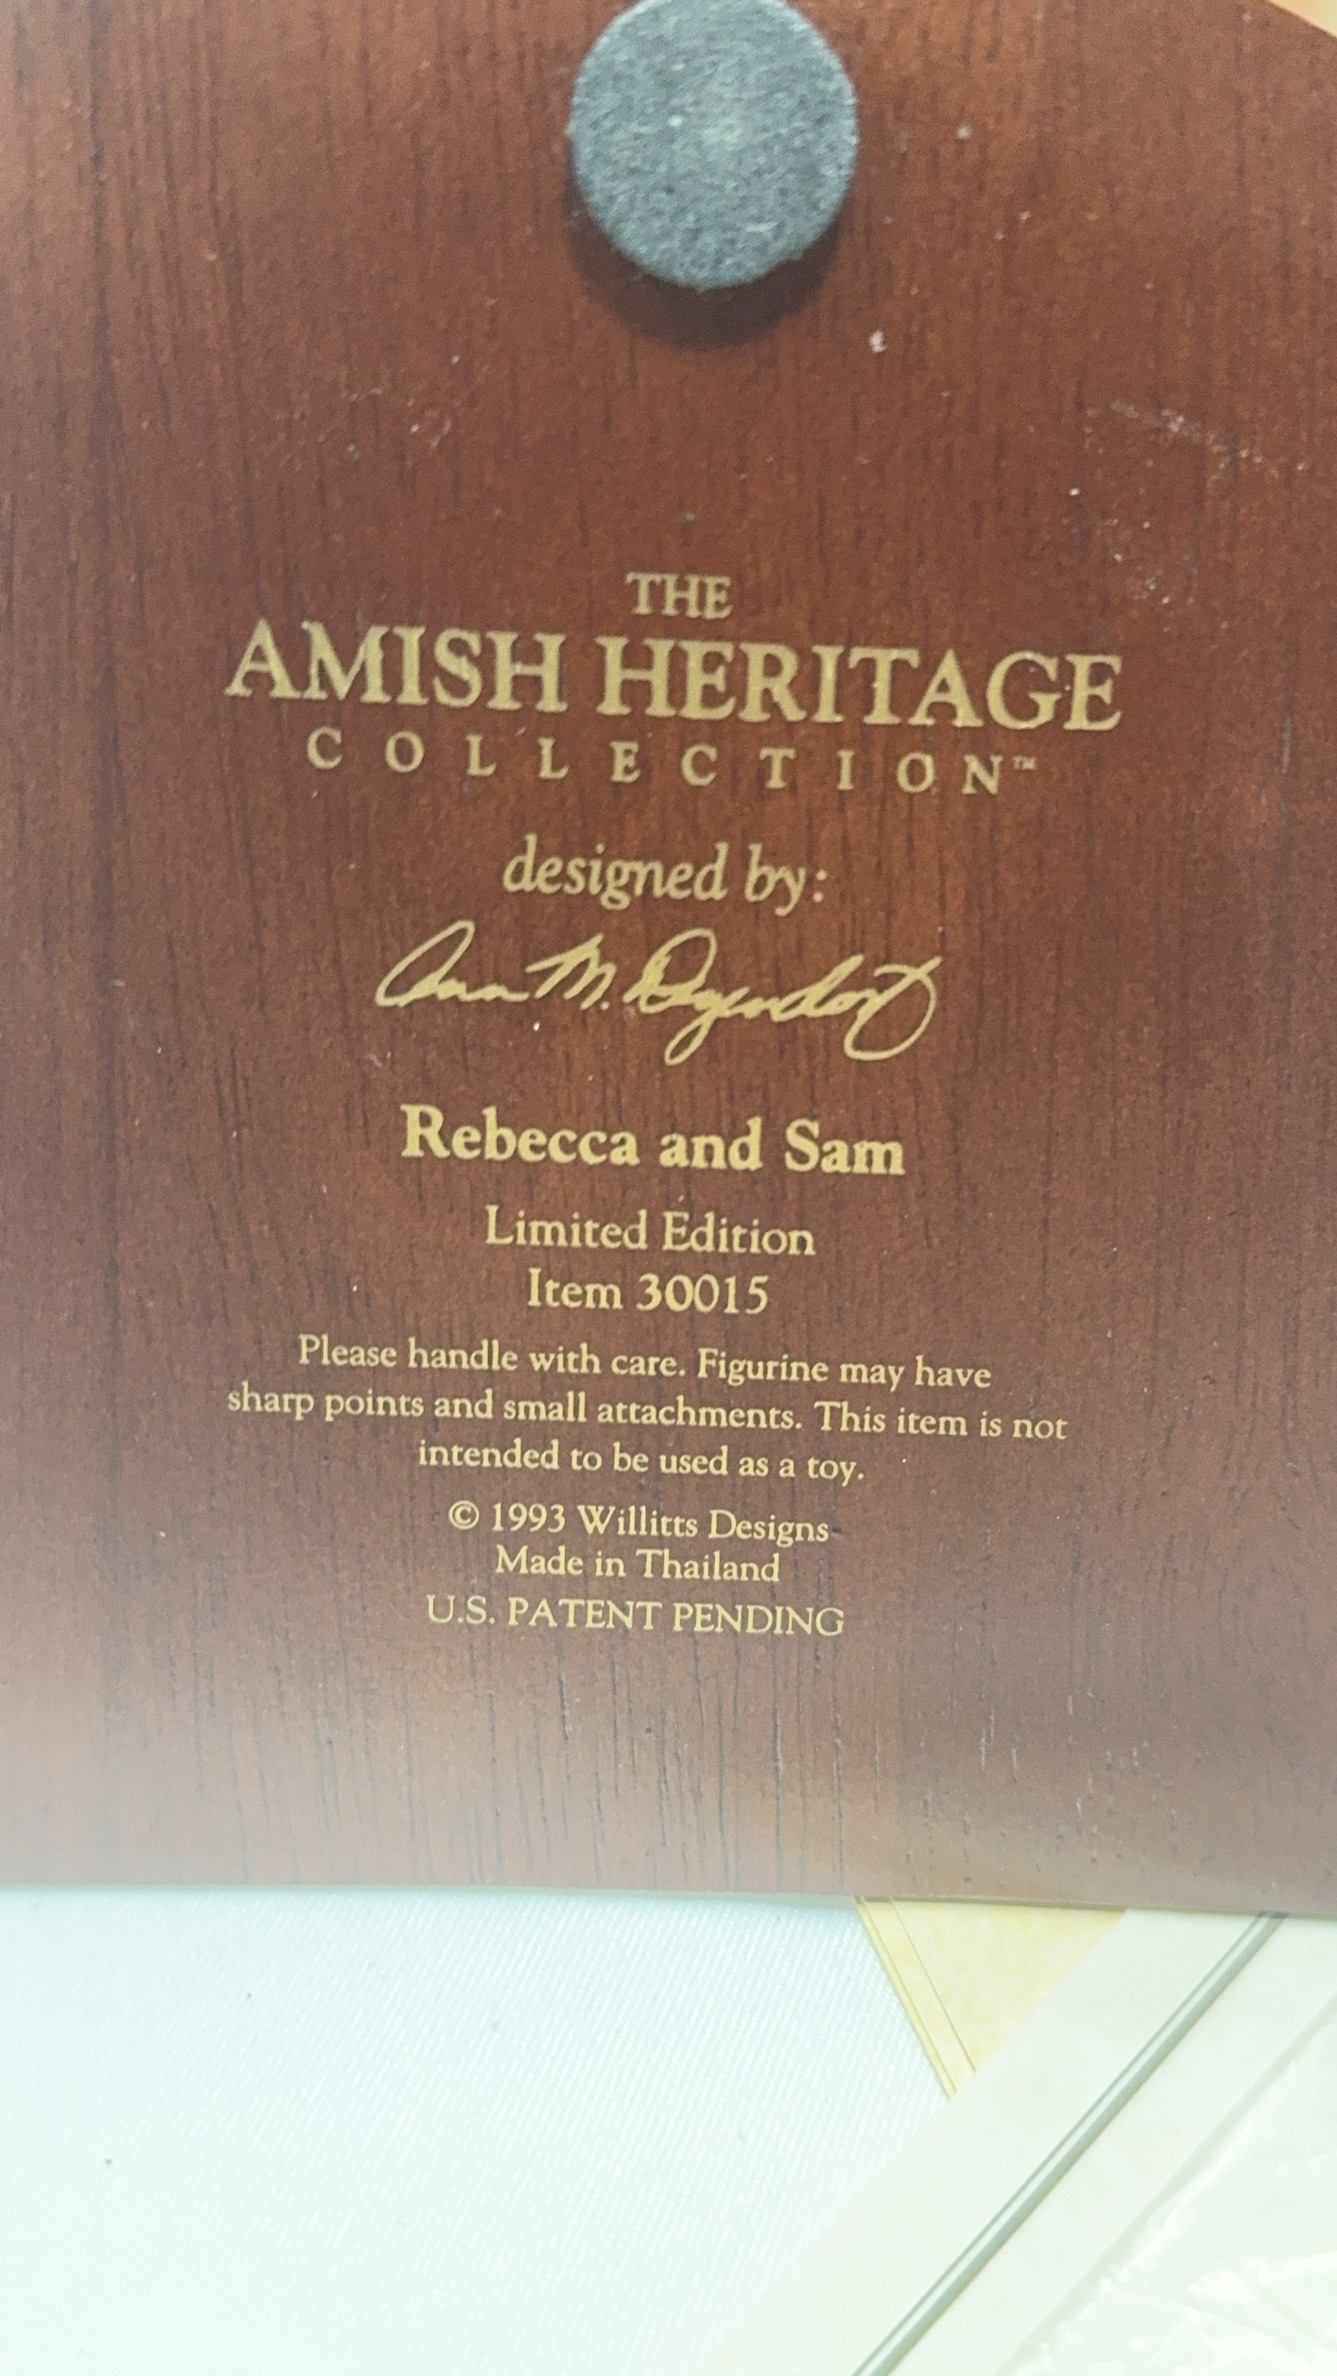 THE
AMISH HERITAGE
COLLECTION™
designed by:
Ann M. Dezendorf
Rebecca and Sam
Limited Edition
Item 30015
Please handle with care. Figurine may have
sharp points and small attachments. This item is not
intended to be used as a toy.
© 1993 Willitts Designs
Made in Thailand
U.S. PATENT PENDING